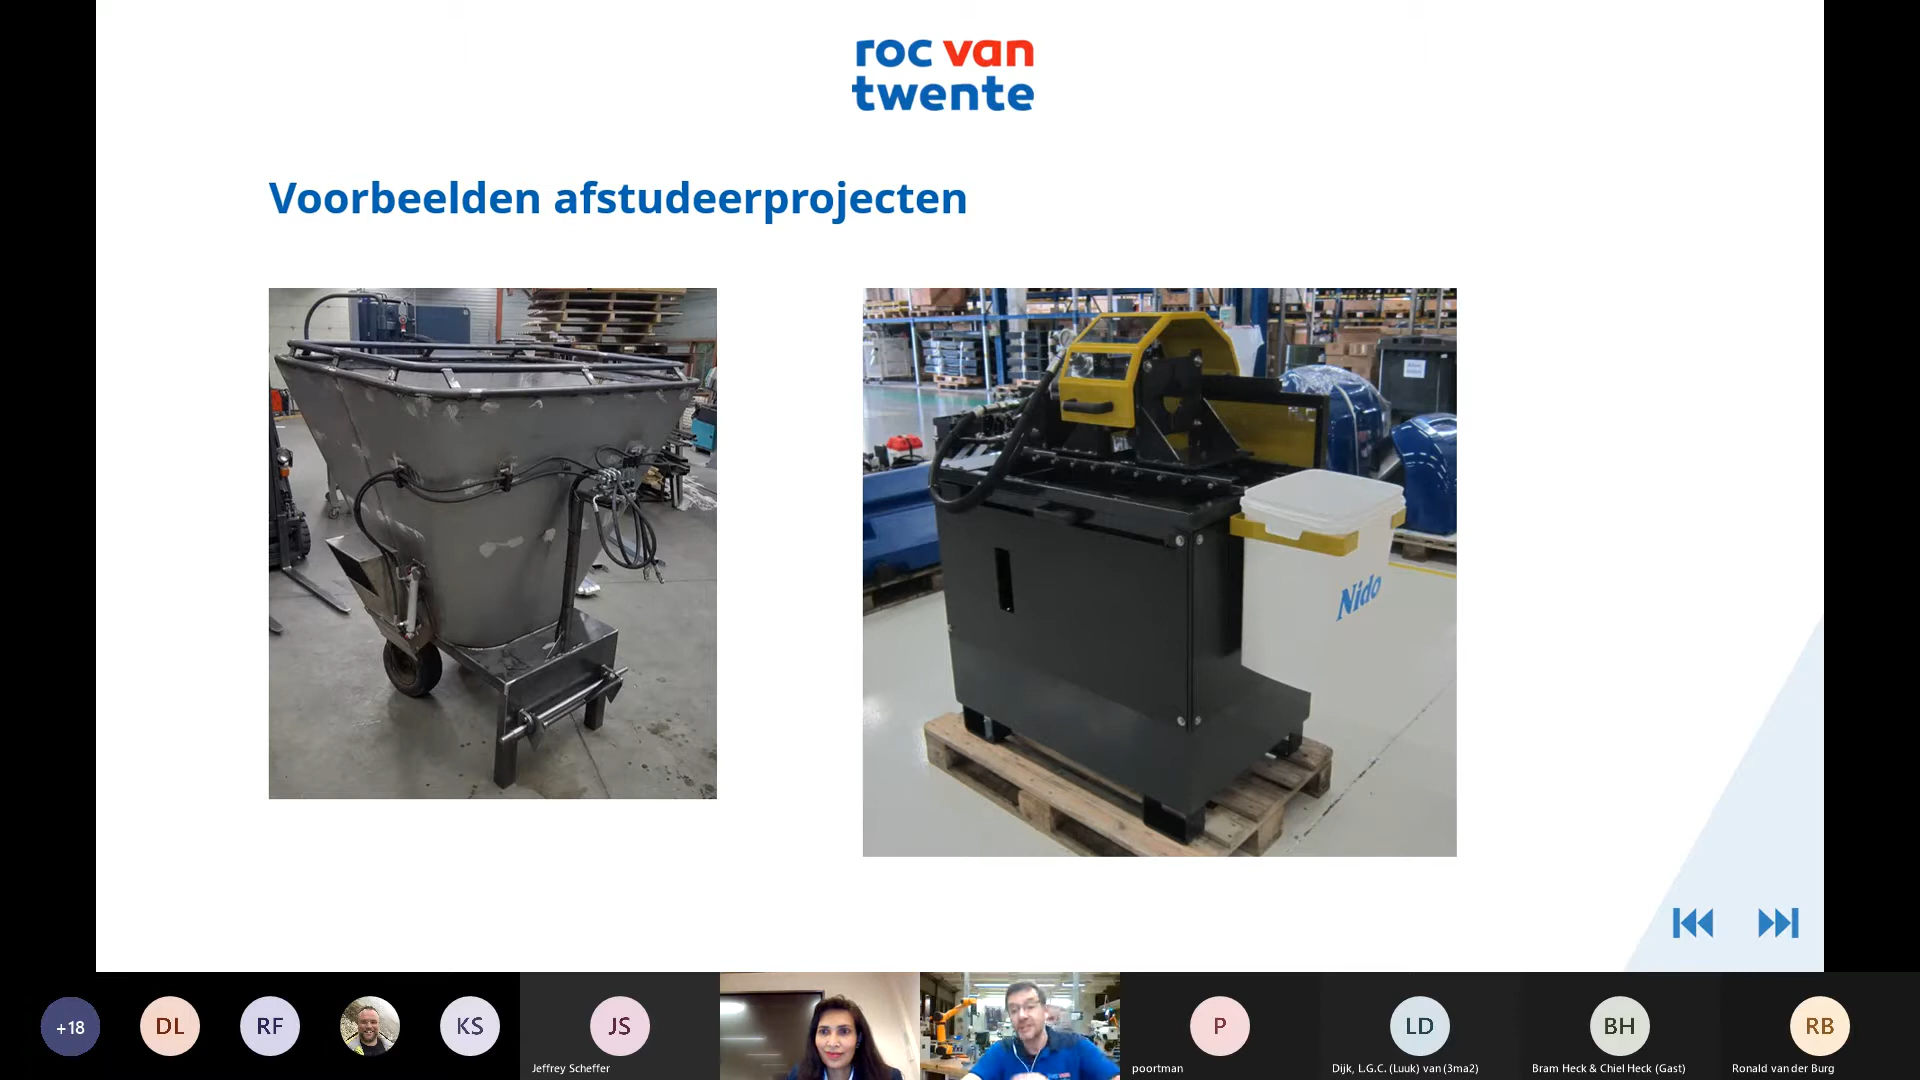 roc van
twente
Voorbeelden afstudeerprojecten
Nido
+18
DL
RF
KS
JS
Jeffrey Scheffer
P
poortman
LD
Dijk, L.G.C. (Luuk) van (3ma2)
BH
Bram Heck & Chiel Heck (Gast)
RB
Ronald van der Burg